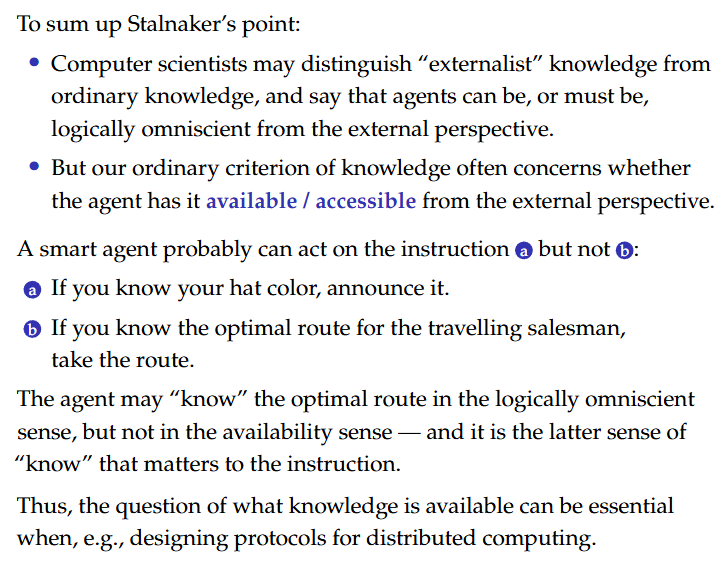 To sum up Stalnaker's point:
• Computer scientists may distinguish “externalist” knowledge from
ordinary knowledge, and say that agents can be, or must be,
logically omniscient from the external perspective.
• But our ordinary criterion of knowledge often concerns whether
the agent has it available / accessible from the external perspective.
A smart agent probably can act on the instruction a but not b:
a If you know your hat color, announce it.
b If you know the optimal route for the travelling salesman,
take the route.
The agent may “know” the optimal route in the logically omniscient
sense, but not in the availability sense — and it is the latter sense of
“know” that matters to the instruction.
Thus, the question of what knowledge is available can be essential
when, e.g., designing protocols for distributed computing.